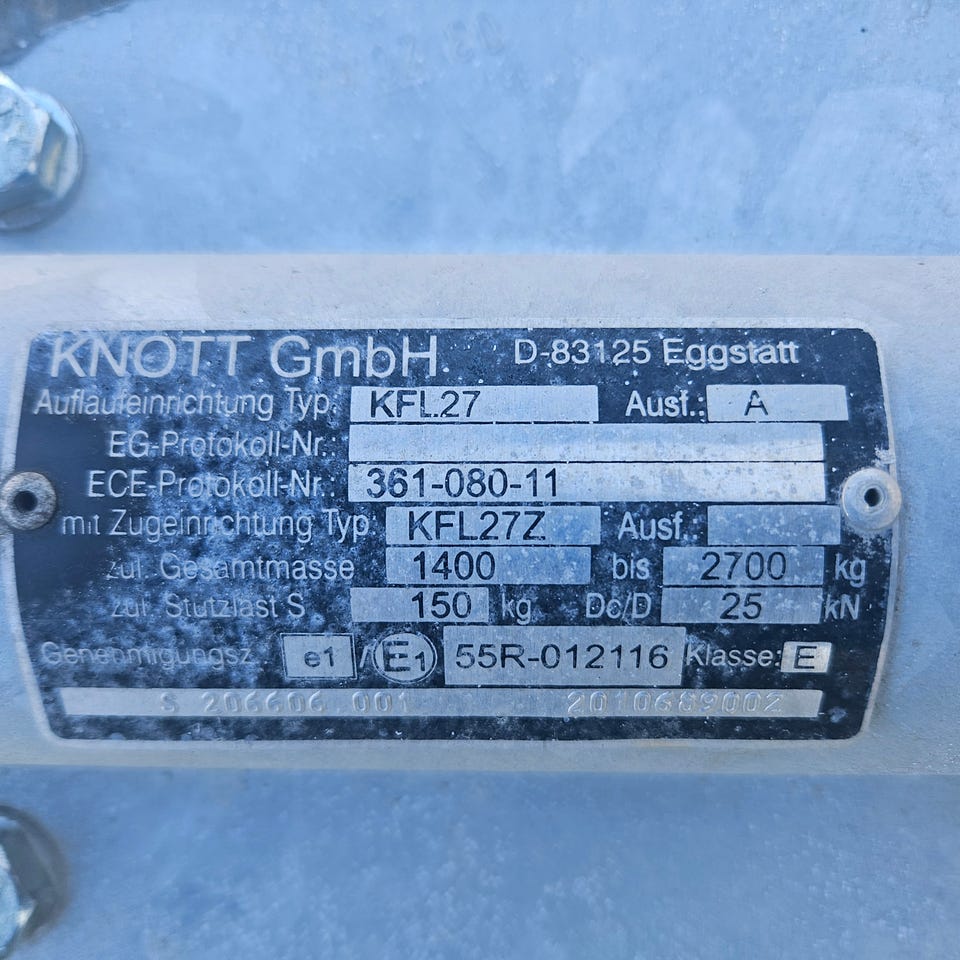 KNOTT GmbH. D-83125 Eggstätt
Auflaufeinrichtung Typ: KFL27 Ausf.: A
EG-Protokoll-Nr.:
ECE-Protokoll-Nr.: 361-080-11
mit Zugeinrichtung Typ KFL27Z Ausf.:
zul. Gesamtmasse 1400 bis 2700 kg
zul. Stützlast S 150 kg Dc/D 25 kN
Genehmigungsz.: e1 / E1 55R-012116 Klasse: E
S 206606.001 2010689002